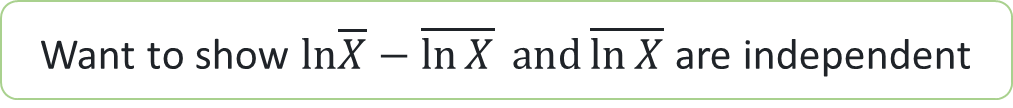 Want to show ln X̅ − \overline{ln X} and \overline{ln X} are independent